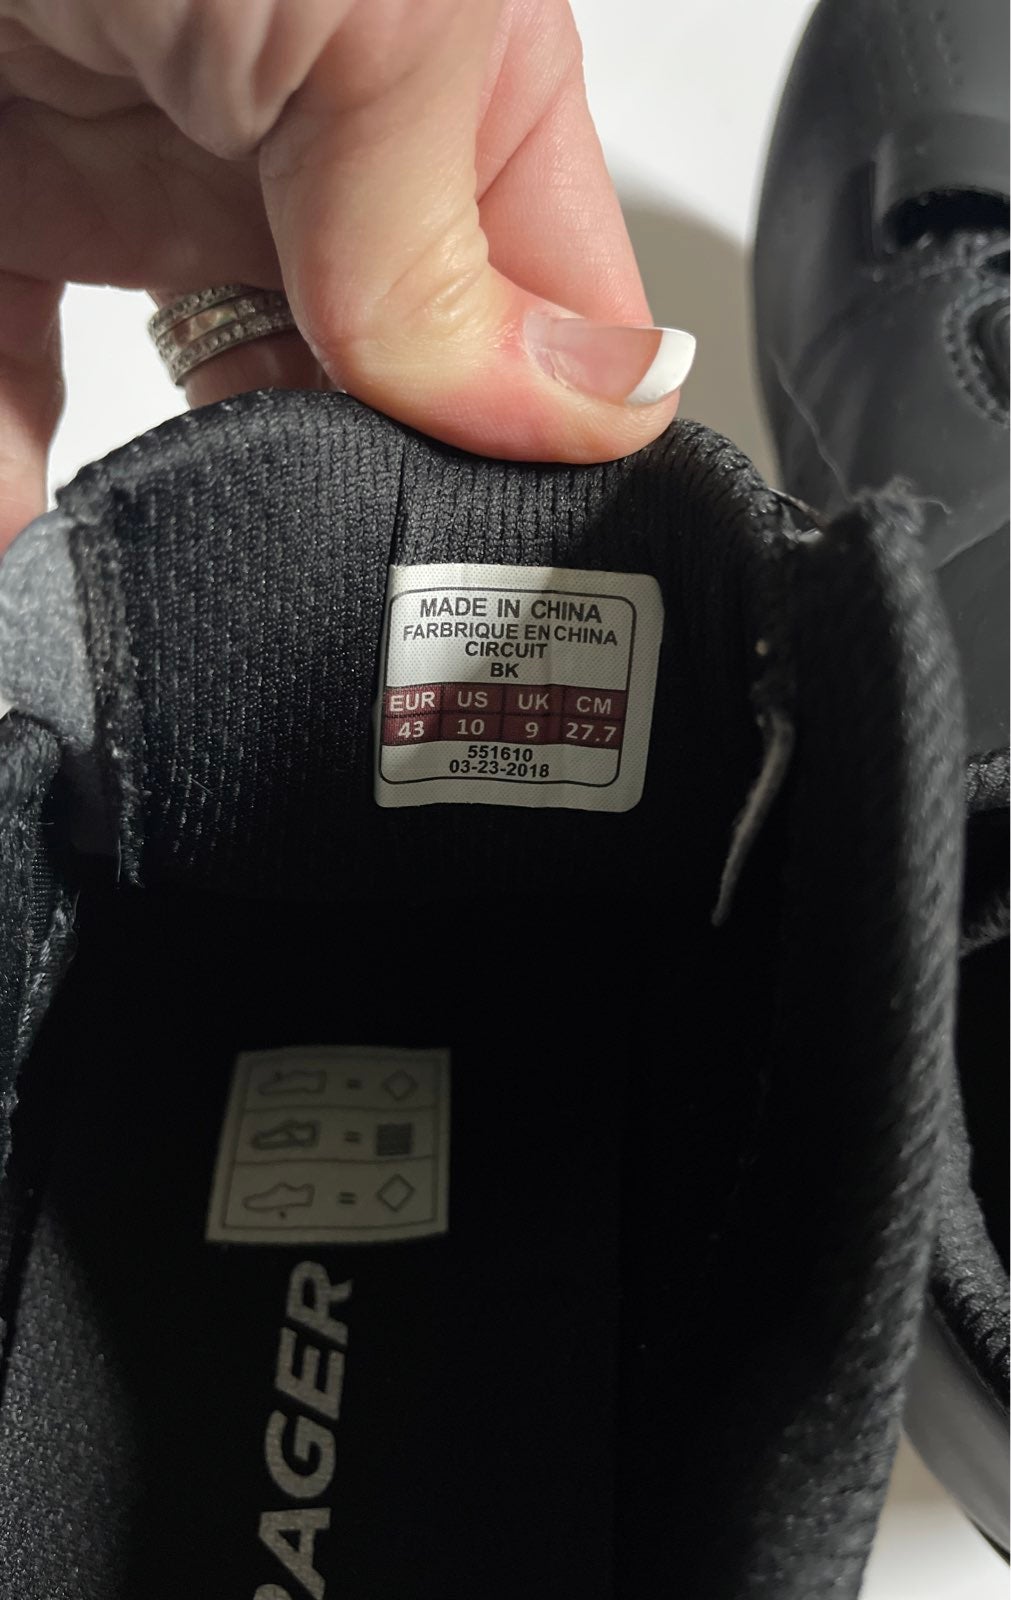 MADE IN CHINA
FARBRIQUE EN CHINA
CIRCUIT
BK
EUR US UK CM
43 10 9 27.7
551610
03-23-2018